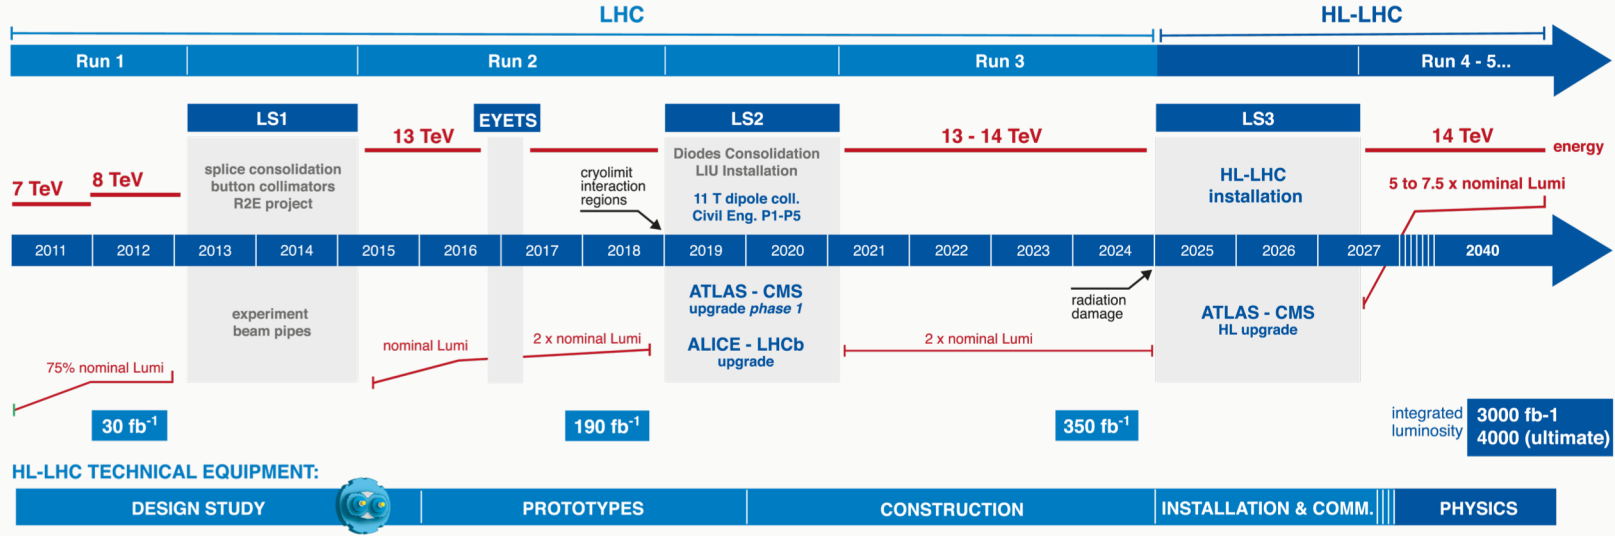 LHC
HL-LHC
Run 1
Run 2
Run 3
Run 4 - 5...
LS1
EYETS
LS2
LS3
13 TeV
13 - 14 TeV
14 TeV
energy
7 TeV
8 TeV
splice consolidation
button collimators
R2E project
cryolimit
interaction
regions
Diodes Consolidation
LIU Installation
11 T dipole coll.
Civil Eng. P1-P5
HL-LHC
installation
5 to 7.5 x nominal Lumi
2011
2012
2013
2014
2015
2016
2017
2018
2019
2020
2021
2022
2023
2024
2025
2026
2027
2040
experiment
beam pipes
ATLAS - CMS
upgrade phase 1
ALICE - LHCb
upgrade
radiation
damage
ATLAS - CMS
HL upgrade
75% nominal Lumi
nominal Lumi
2 x nominal Lumi
2 x nominal Lumi
30 fb-1
190 fb-1
350 fb-1
integrated
luminosity
3000 fb-1
4000 (ultimate)
HL-LHC TECHNICAL EQUIPMENT:
DESIGN STUDY
PROTOTYPES
CONSTRUCTION
INSTALLATION & COMM.
PHYSICS